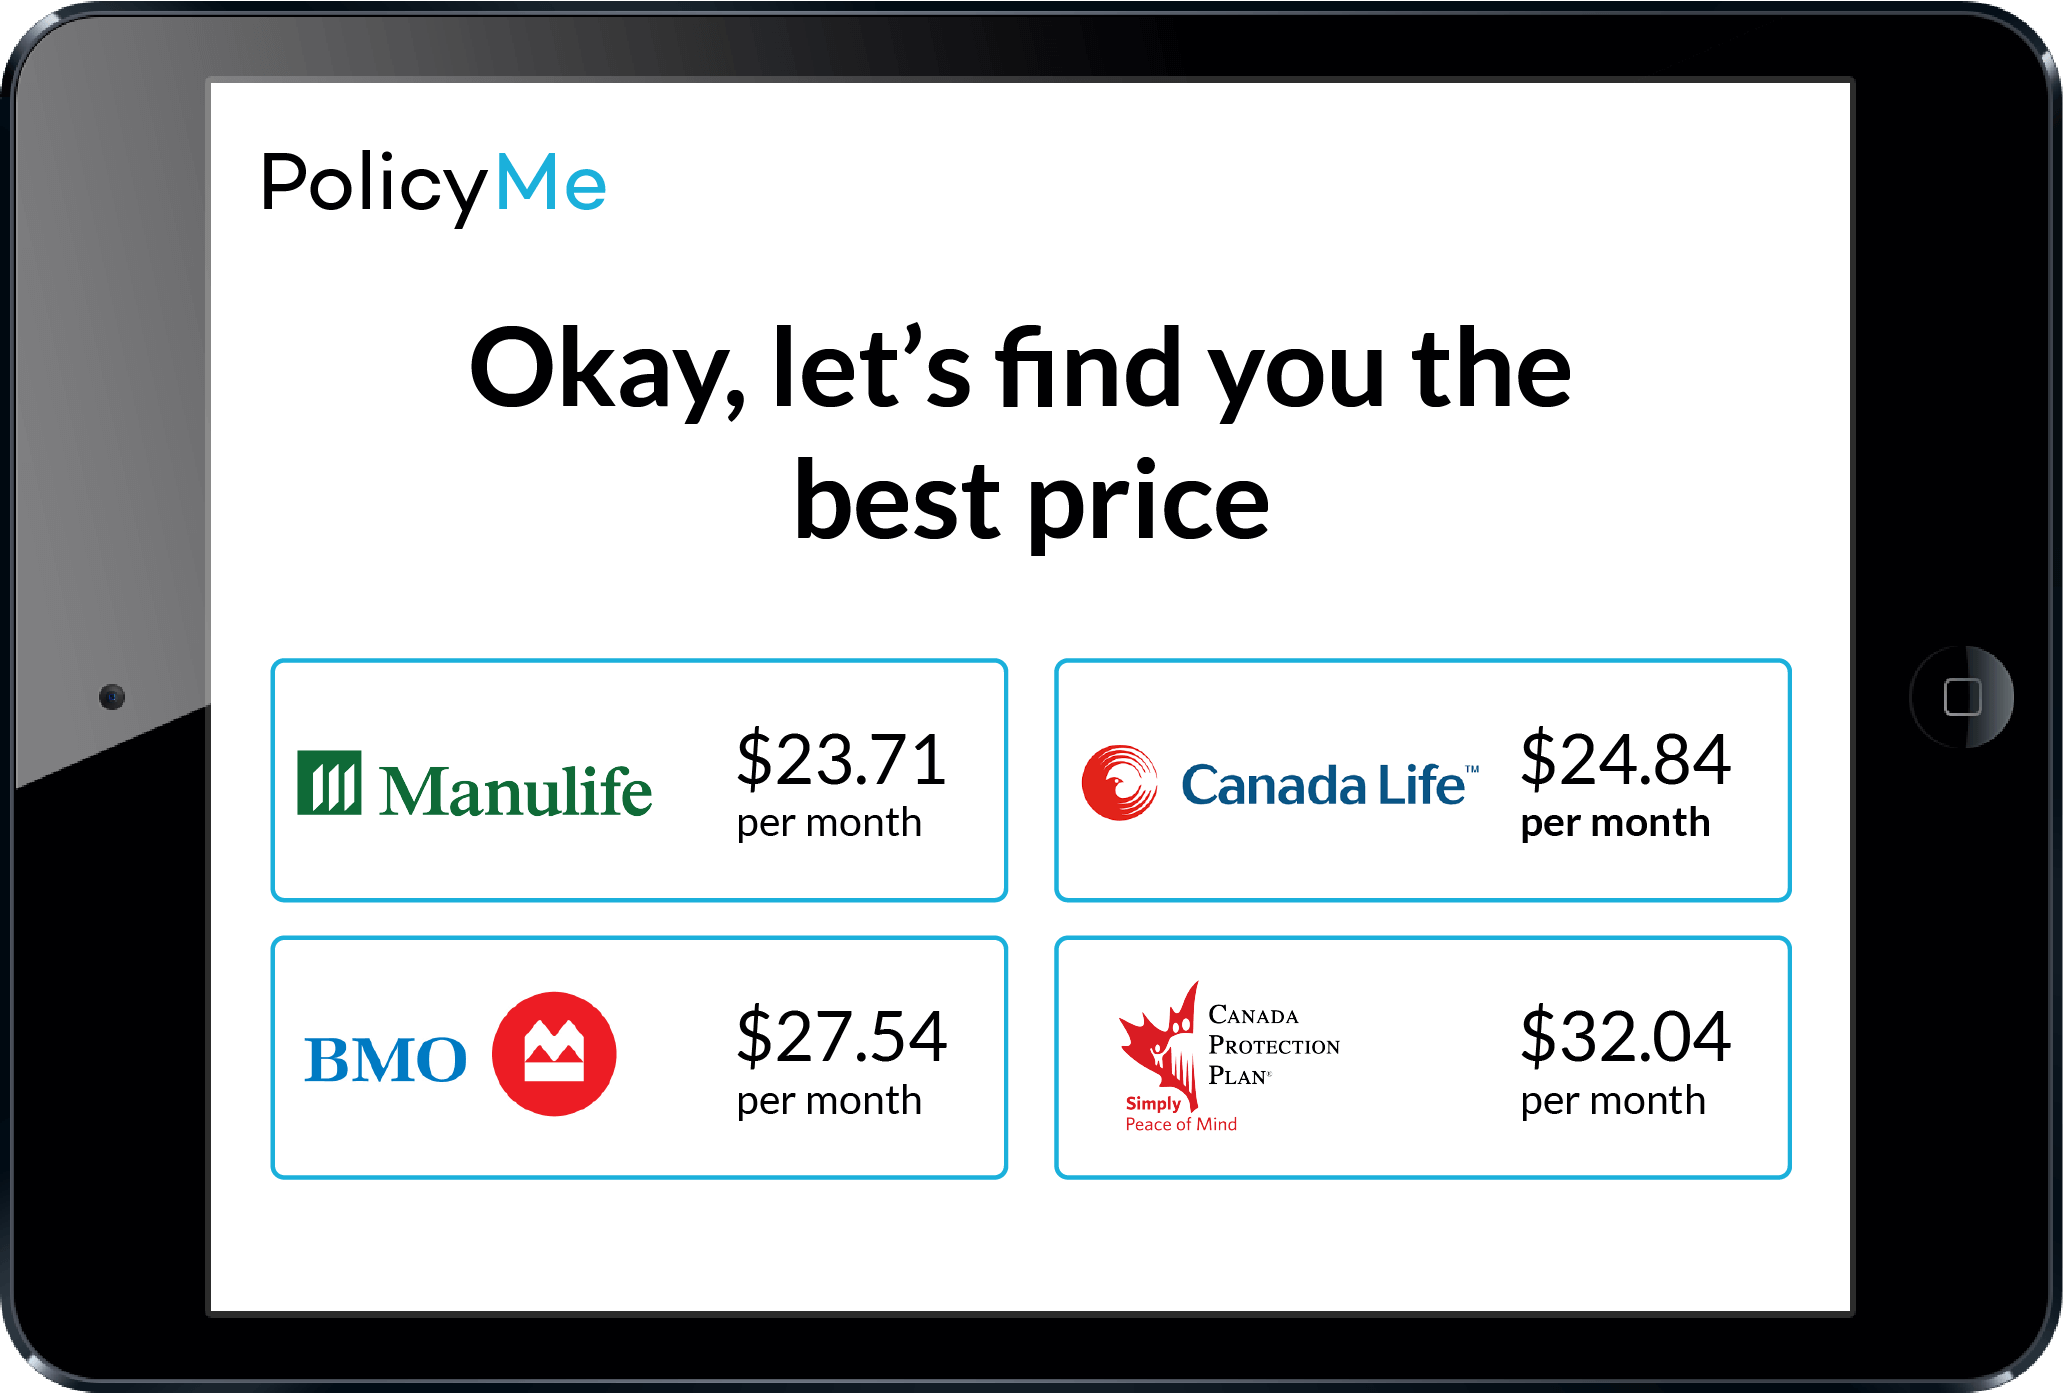 PolicyMe
Okay, let’s find you the
best price
Manulife
$23.71
per month
Canada Life™
$24.84
per month
BMO
$27.54
per month
Canada
Protection
Plan®
Simply
Peace of Mind
$32.04
per month